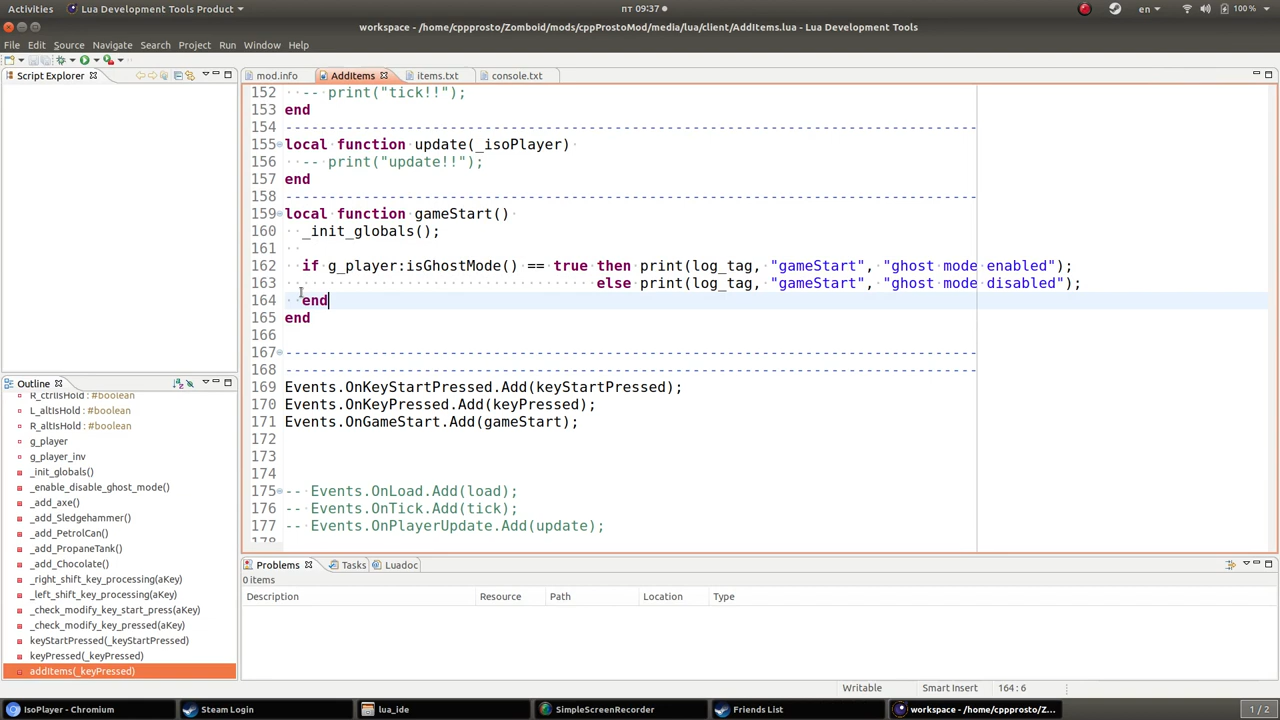 Activities
Lua Development Tools Product
пт 09:37
en
100 %
workspace - /home/cppprosto/Zomboid/mods/cppProstoMod/media/lua/client/AddItems.lua - Lua Development Tools
File Edit Source Navigate Search Project Run Window Help
Script Explorer
mod.info AddItems items.txt console.txt
152 -- print("tick!!");
153 end
154 --------------------------------------------------------------------------------
155 local function update(_isoPlayer)
156 -- print("update!!");
157 end
158 --------------------------------------------------------------------------------
159 local function gameStart()
160 _init_globals();
161
162 if g_player:isGhostMode() == true then print(log_tag, "gameStart", "ghost mode enabled");
163 else print(log_tag, "gameStart", "ghost mode disabled");
164 end
165 end
166
167 --------------------------------------------------------------------------------
168 --------------------------------------------------------------------------------
169 Events.OnKeyStartPressed.Add(keyStartPressed);
170 Events.OnKeyPressed.Add(keyPressed);
171 Events.OnGameStart.Add(gameStart);
172
173
174
175 -- Events.OnLoad.Add(load);
176 -- Events.OnTick.Add(tick);
177 -- Events.OnPlayerUpdate.Add(update);
178
Outline
R_ctrlIsHold : #boolean
L_altIsHold : #boolean
R_altIsHold : #boolean
g_player
g_player_inv
_init_globals()
_enable_disable_ghost_mode()
_add_axe()
_add_Sledgehammer()
_add_PetrolCan()
_add_PropaneTank()
_add_Chocolate()
_right_shift_key_processing(aKey)
_left_shift_key_processing(aKey)
_check_modify_key_start_press(aKey)
_check_modify_key_pressed(aKey)
keyStartPressed(_keyStartPressed)
keyPressed(_keyPressed)
addItems(_keyPressed)
Problems Tasks Luadoc
0 items
Description Resource Path Location Type
Writable Smart Insert 164 : 6
IsoPlayer - Chromium
Steam Login
lua_ide
SimpleScreenRecorder
Friends List
workspace - /home/cppprosto/Z...
1 / 2